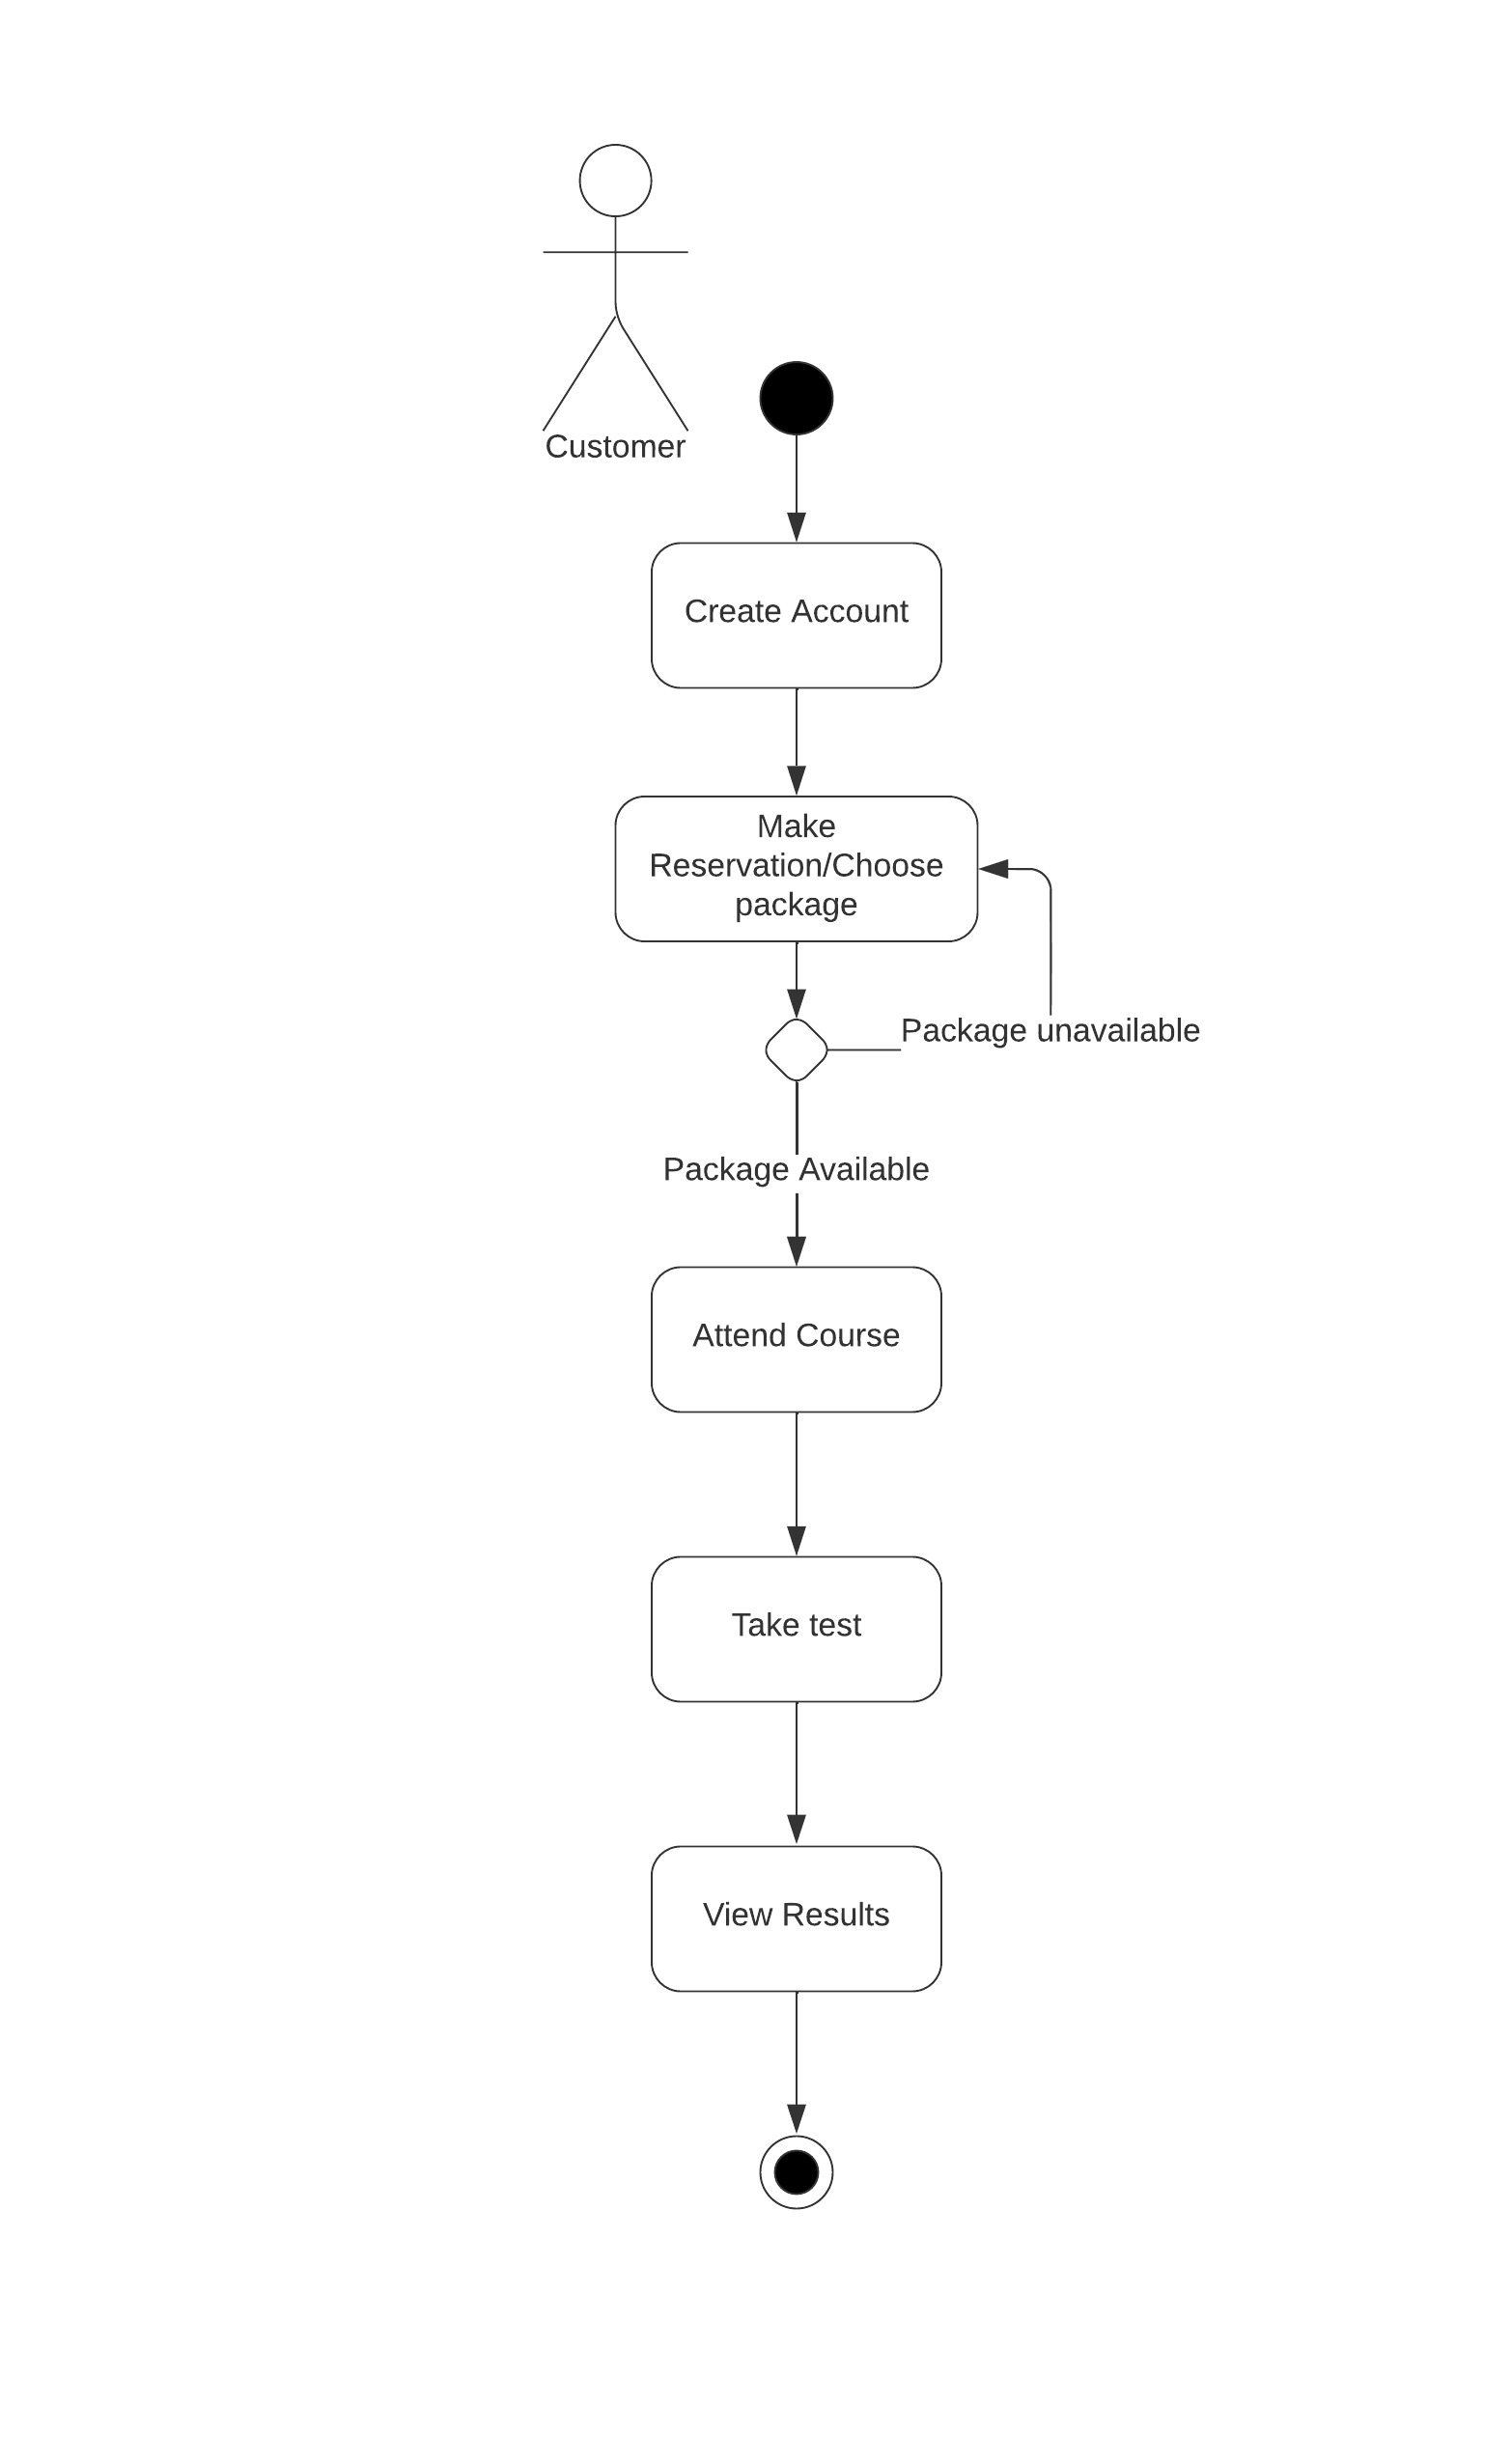 Customer
Create Account
Make
Reservation/Choose
package
Package unavailable
Package Available
Attend Course
Take test
View Results